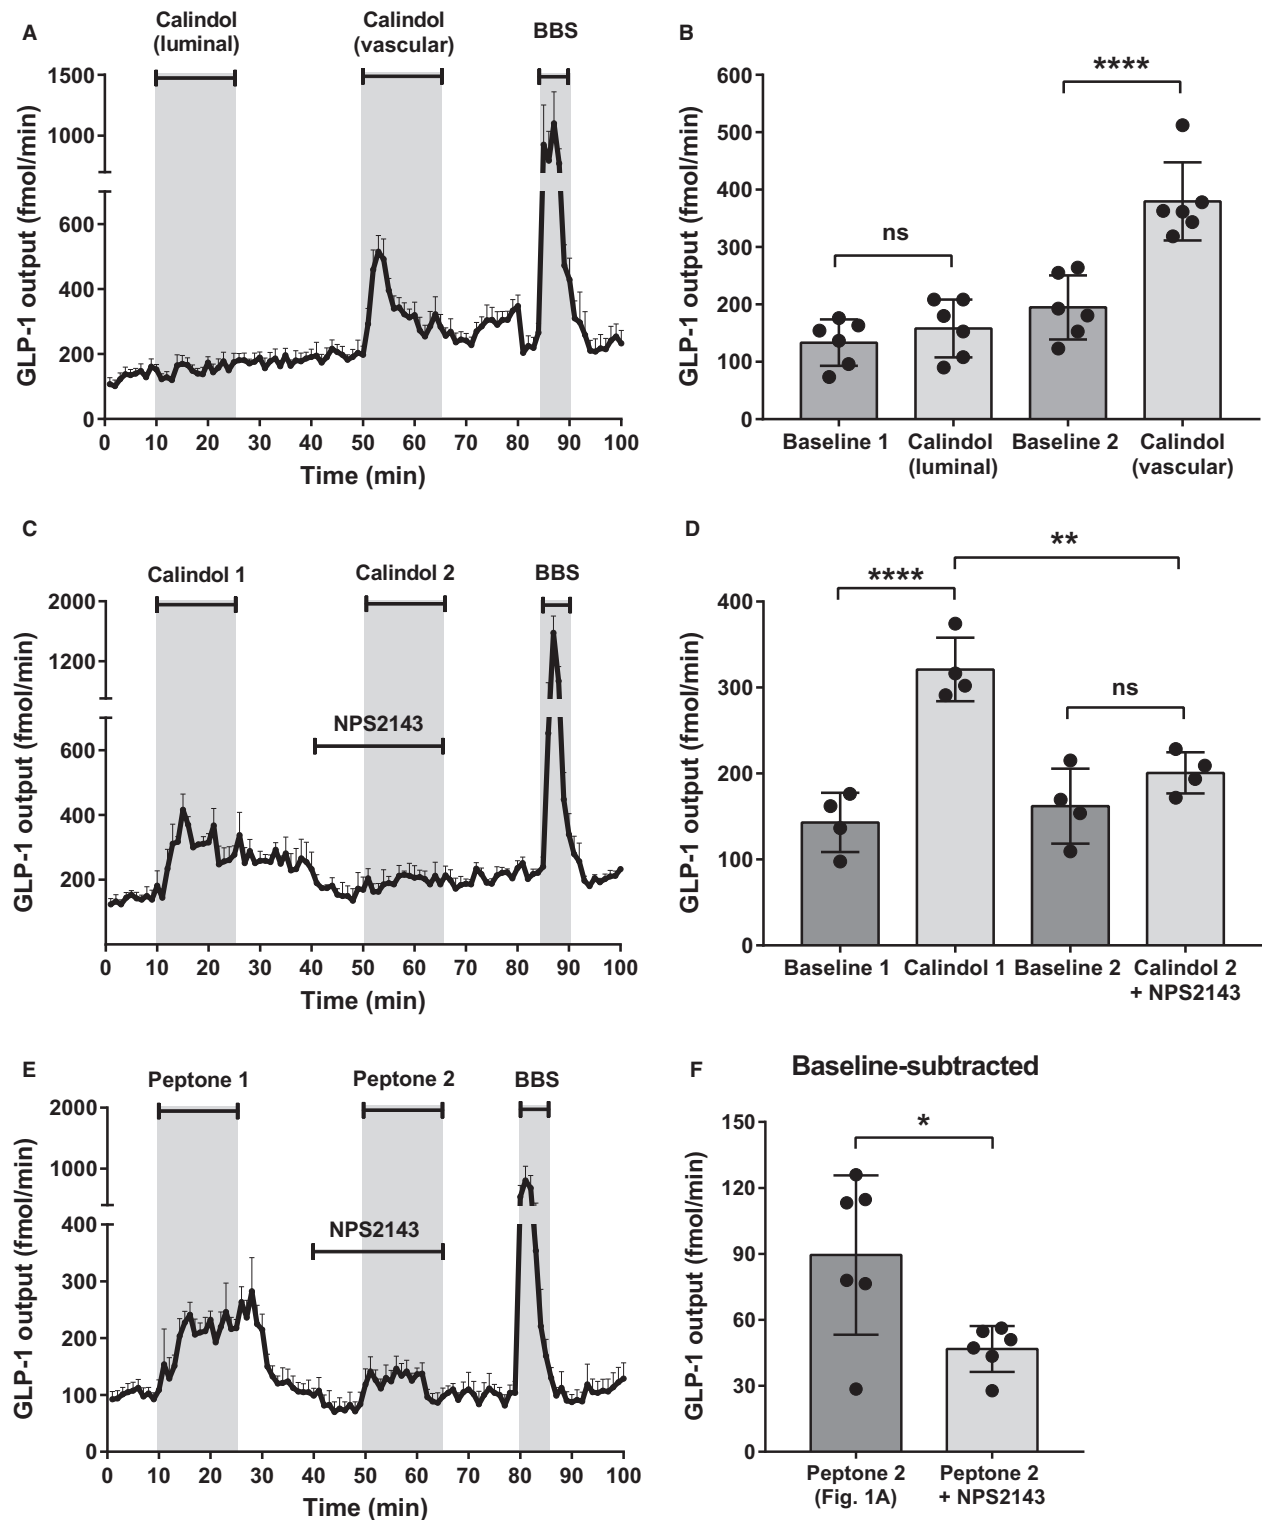 A
Calindol
(luminal)
Calindol
(vascular)
BBS
GLP-1 output (fmol/min)
1500
1000
600
400
200
0
0 10 20 30 40 50 60 70 80 90 100
Time (min)
B
GLP-1 output (fmol/min)
600
500
400
300
200
100
0
ns
****
Baseline 1
Calindol
(luminal)
Baseline 2
Calindol
(vascular)
C
Calindol 1
Calindol 2
BBS
NPS2143
GLP-1 output (fmol/min)
2000
1200
600
400
200
0 10 20 30 40 50 60 70 80 90 100
Time (min)
D
GLP-1 output (fmol/min)
400
300
200
100
0
****
**
ns
Baseline 1
Calindol 1
Baseline 2
Calindol 2
+ NPS2143
E
Peptone 1
Peptone 2
BBS
NPS2143
GLP-1 output (fmol/min)
2000
1000
400
300
200
100
0
0 10 20 30 40 50 60 70 80 90 100
Time (min)
F
Baseline-subtracted
GLP-1 output (fmol/min)
150
120
90
60
30
0
*
Peptone 2
(Fig. 1A)
Peptone 2
+ NPS2143